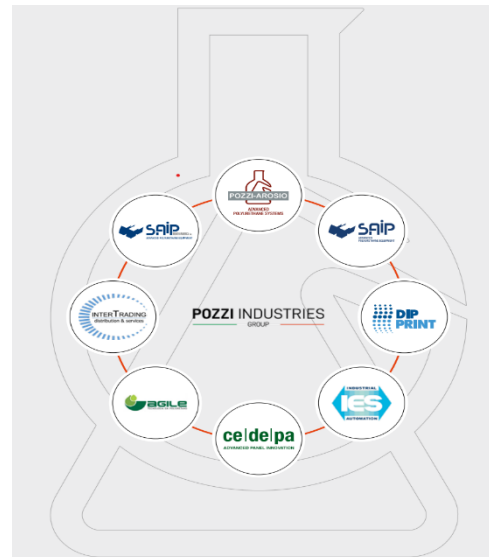 POZZI-AROSIO
ADVANCED
POLYURETHANE SYSTEMS
SAIP
SAIP
INTERTRADING
distribution & services
POZZI INDUSTRIES
GROUP
DIP
PRINT
AGILE
INDUSTRIAL
IES
AUTOMATION
ce|de|pa
ADVANCED PANEL INNOVATION